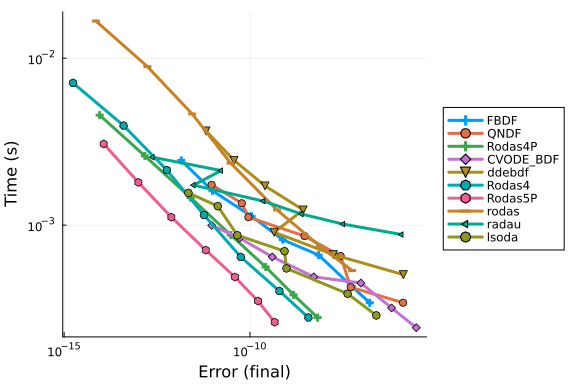 Time (s)
10⁻²
10⁻³
10⁻¹⁵
10⁻¹⁰
Error (final)
FBDF
QNDF
Rodas4P
CVODE_BDF
ddebdf
Rodas4
Rodas5P
rodas
radau
lsoda